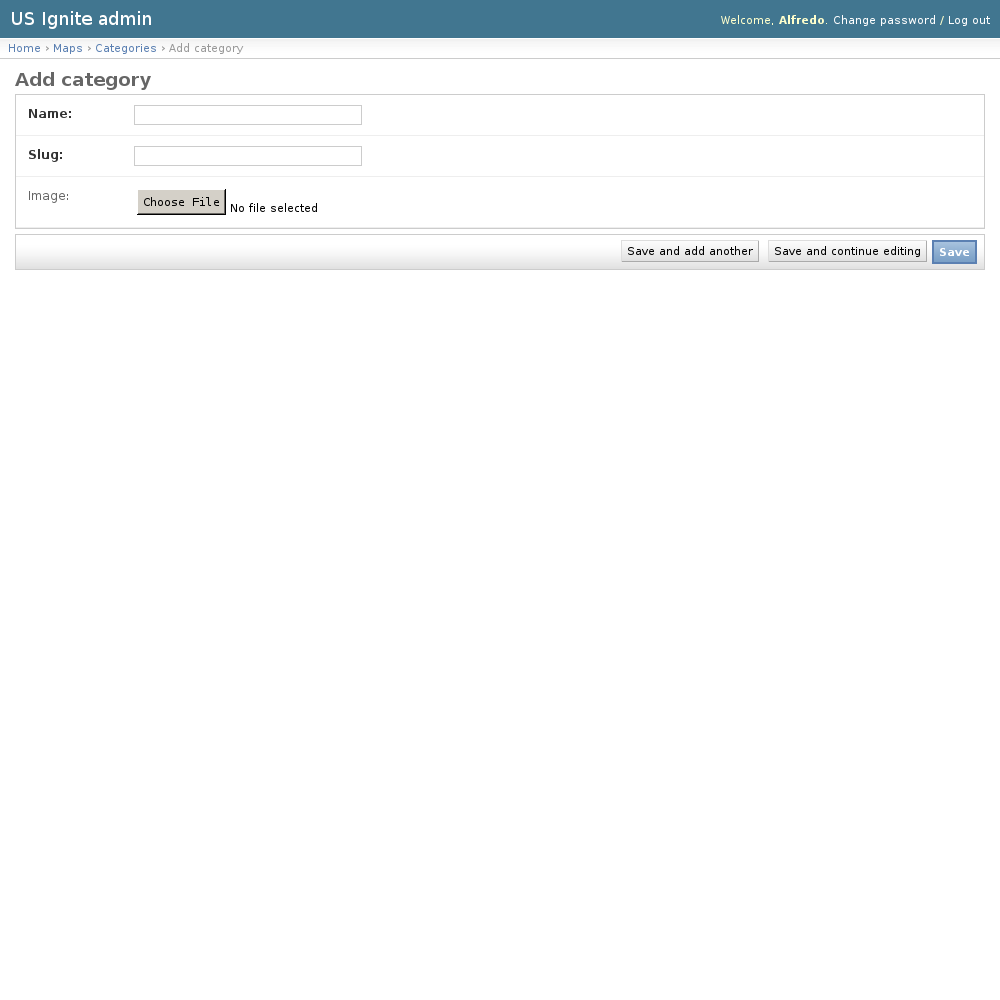 US Ignite admin
Welcome, Alfredo. Change password / Log out
Home › Maps › Categories › Add category
Add category
Name:
Slug:
Image: Choose File No file selected
Save and add another Save and continue editing Save